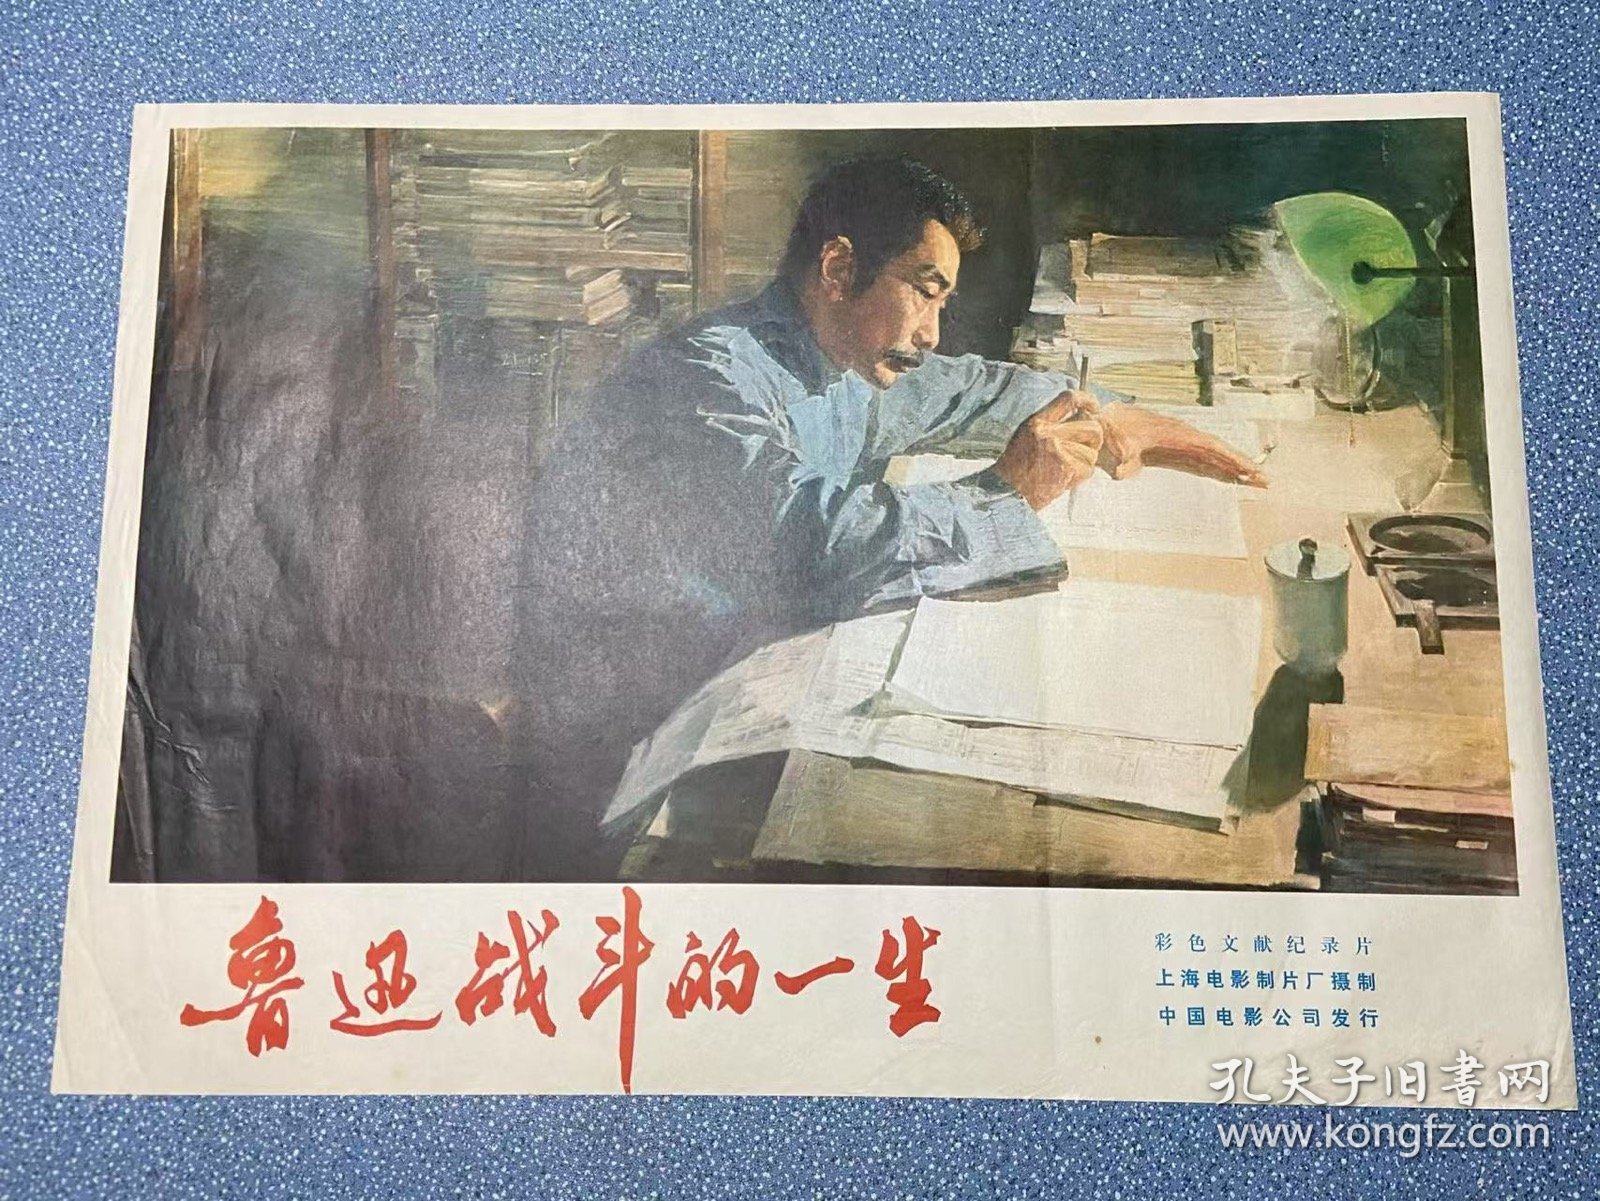 鲁迅战斗的一生
彩色文献纪录片
上海电影制片厂摄制
中国电影公司发行
孔夫子旧書网
www.kongfz.com